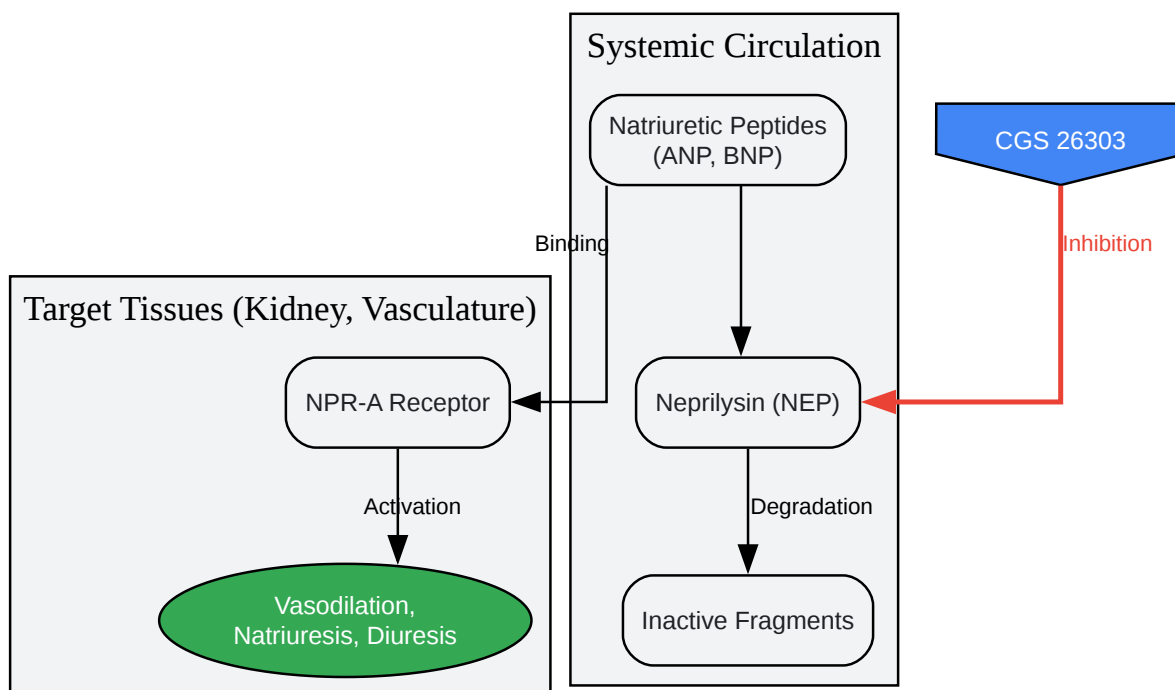 Systemic Circulation
Natriuretic Peptides
(ANP, BNP)
CGS 26303
Binding
Inhibition
Target Tissues (Kidney, Vasculature)
NPR-A Receptor
Neprilysin (NEP)
Activation
Degradation
Vasodilation,
Natriuresis, Diuresis
Inactive Fragments